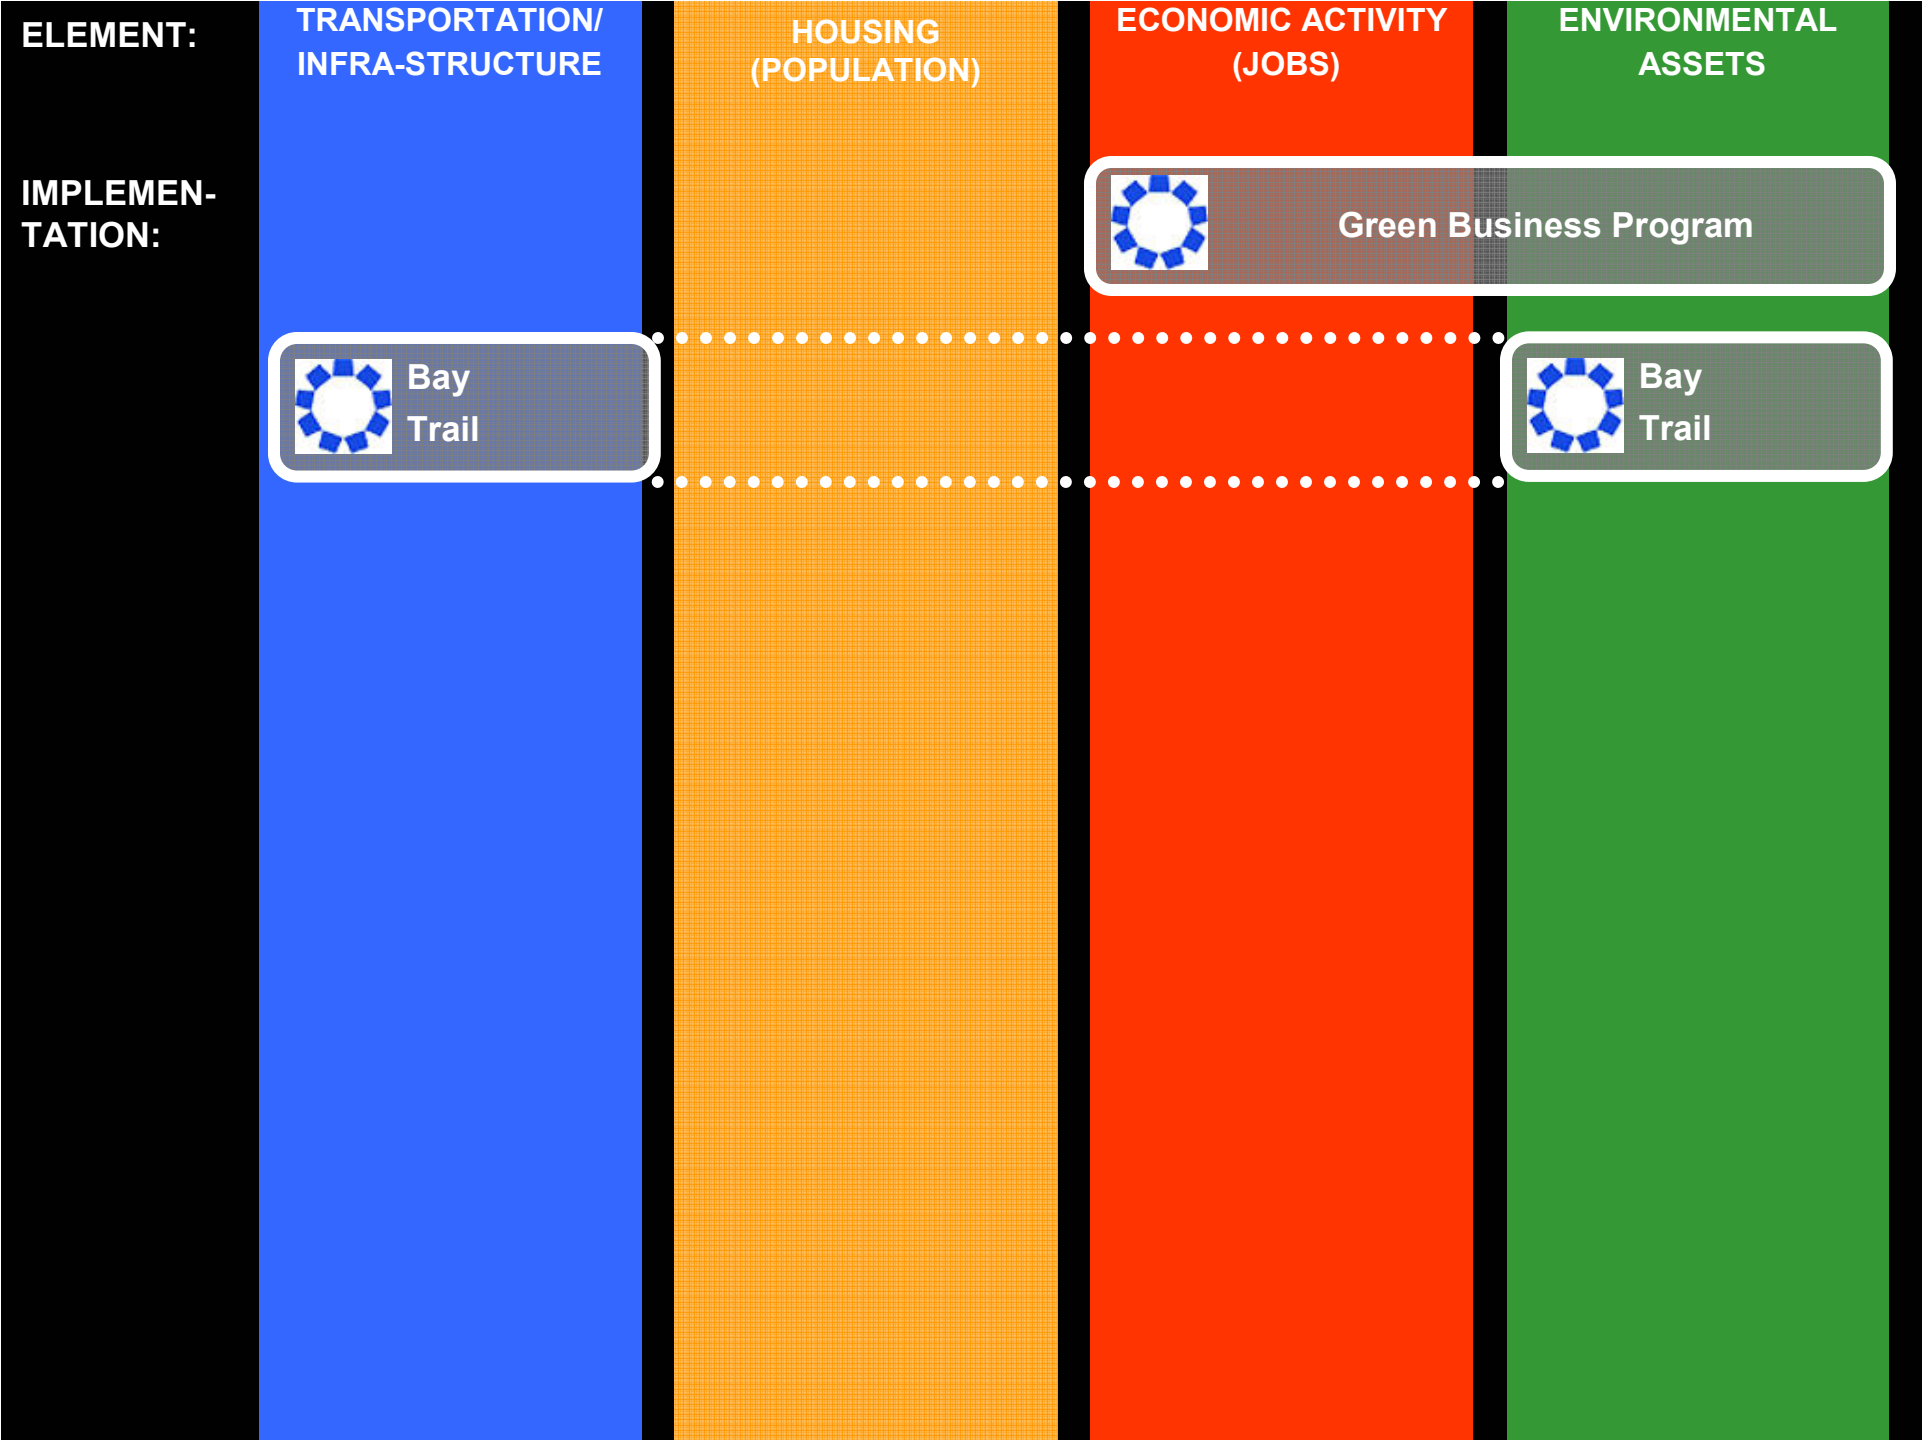 ELEMENT:
TRANSPORTATION/
INFRA-STRUCTURE
HOUSING
(POPULATION)
ECONOMIC ACTIVITY
(JOBS)
ENVIRONMENTAL
ASSETS
IMPLEMEN-
TATION:
Green Business Program
Bay
Trail
Bay
Trail